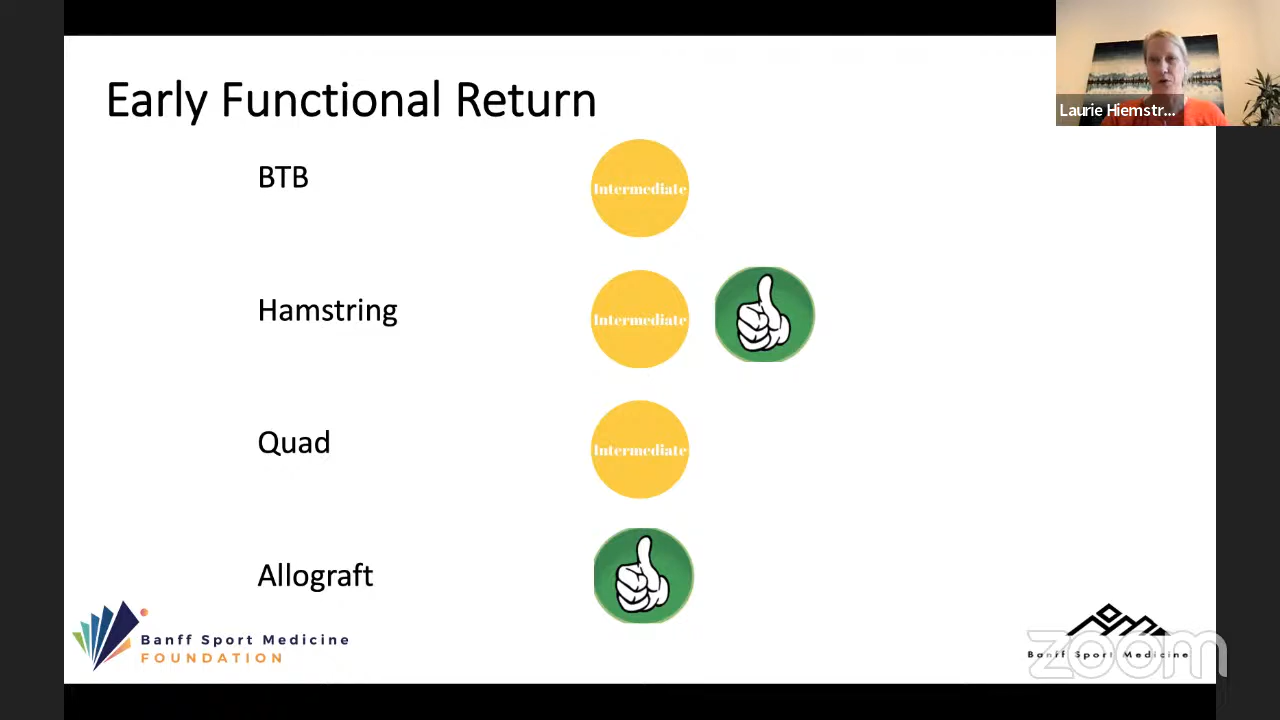 Early Functional Return
Laurie Hiemstr...
BTB
Intermediate
Hamstring
Intermediate
Quad
Intermediate
Allograft
Banff Sport Medicine
FOUNDATION
Banff Sport Medicine
zoom